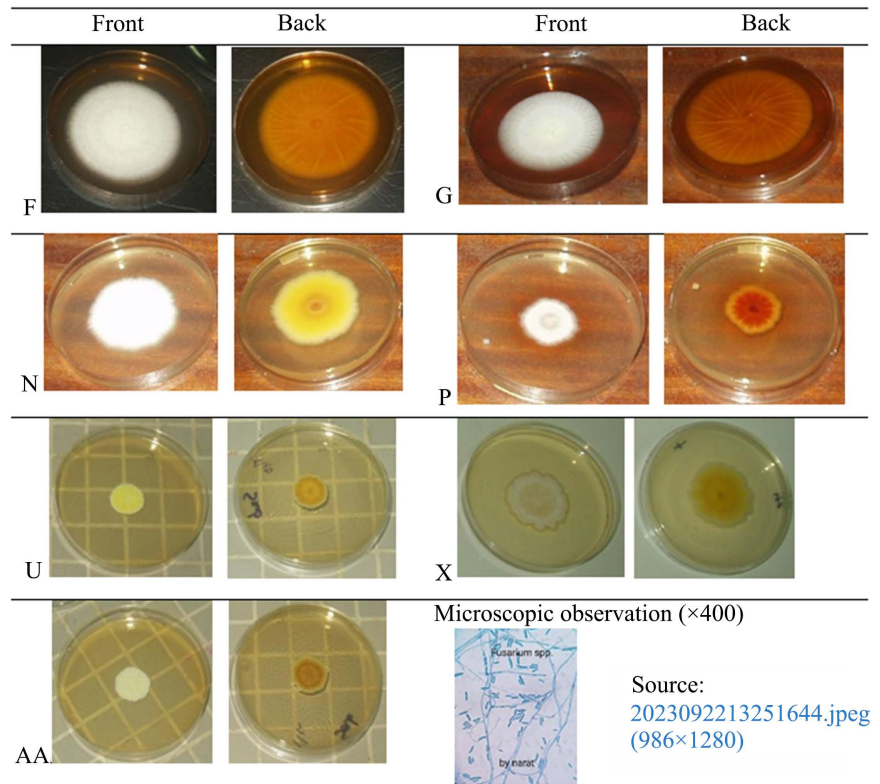 Front Back Front Back
F G
N P
U X
Microscopic observation (×400)
Fusarium spp.
Source:
2023092213251644.jpeg
(986×1280)
by narat
AA